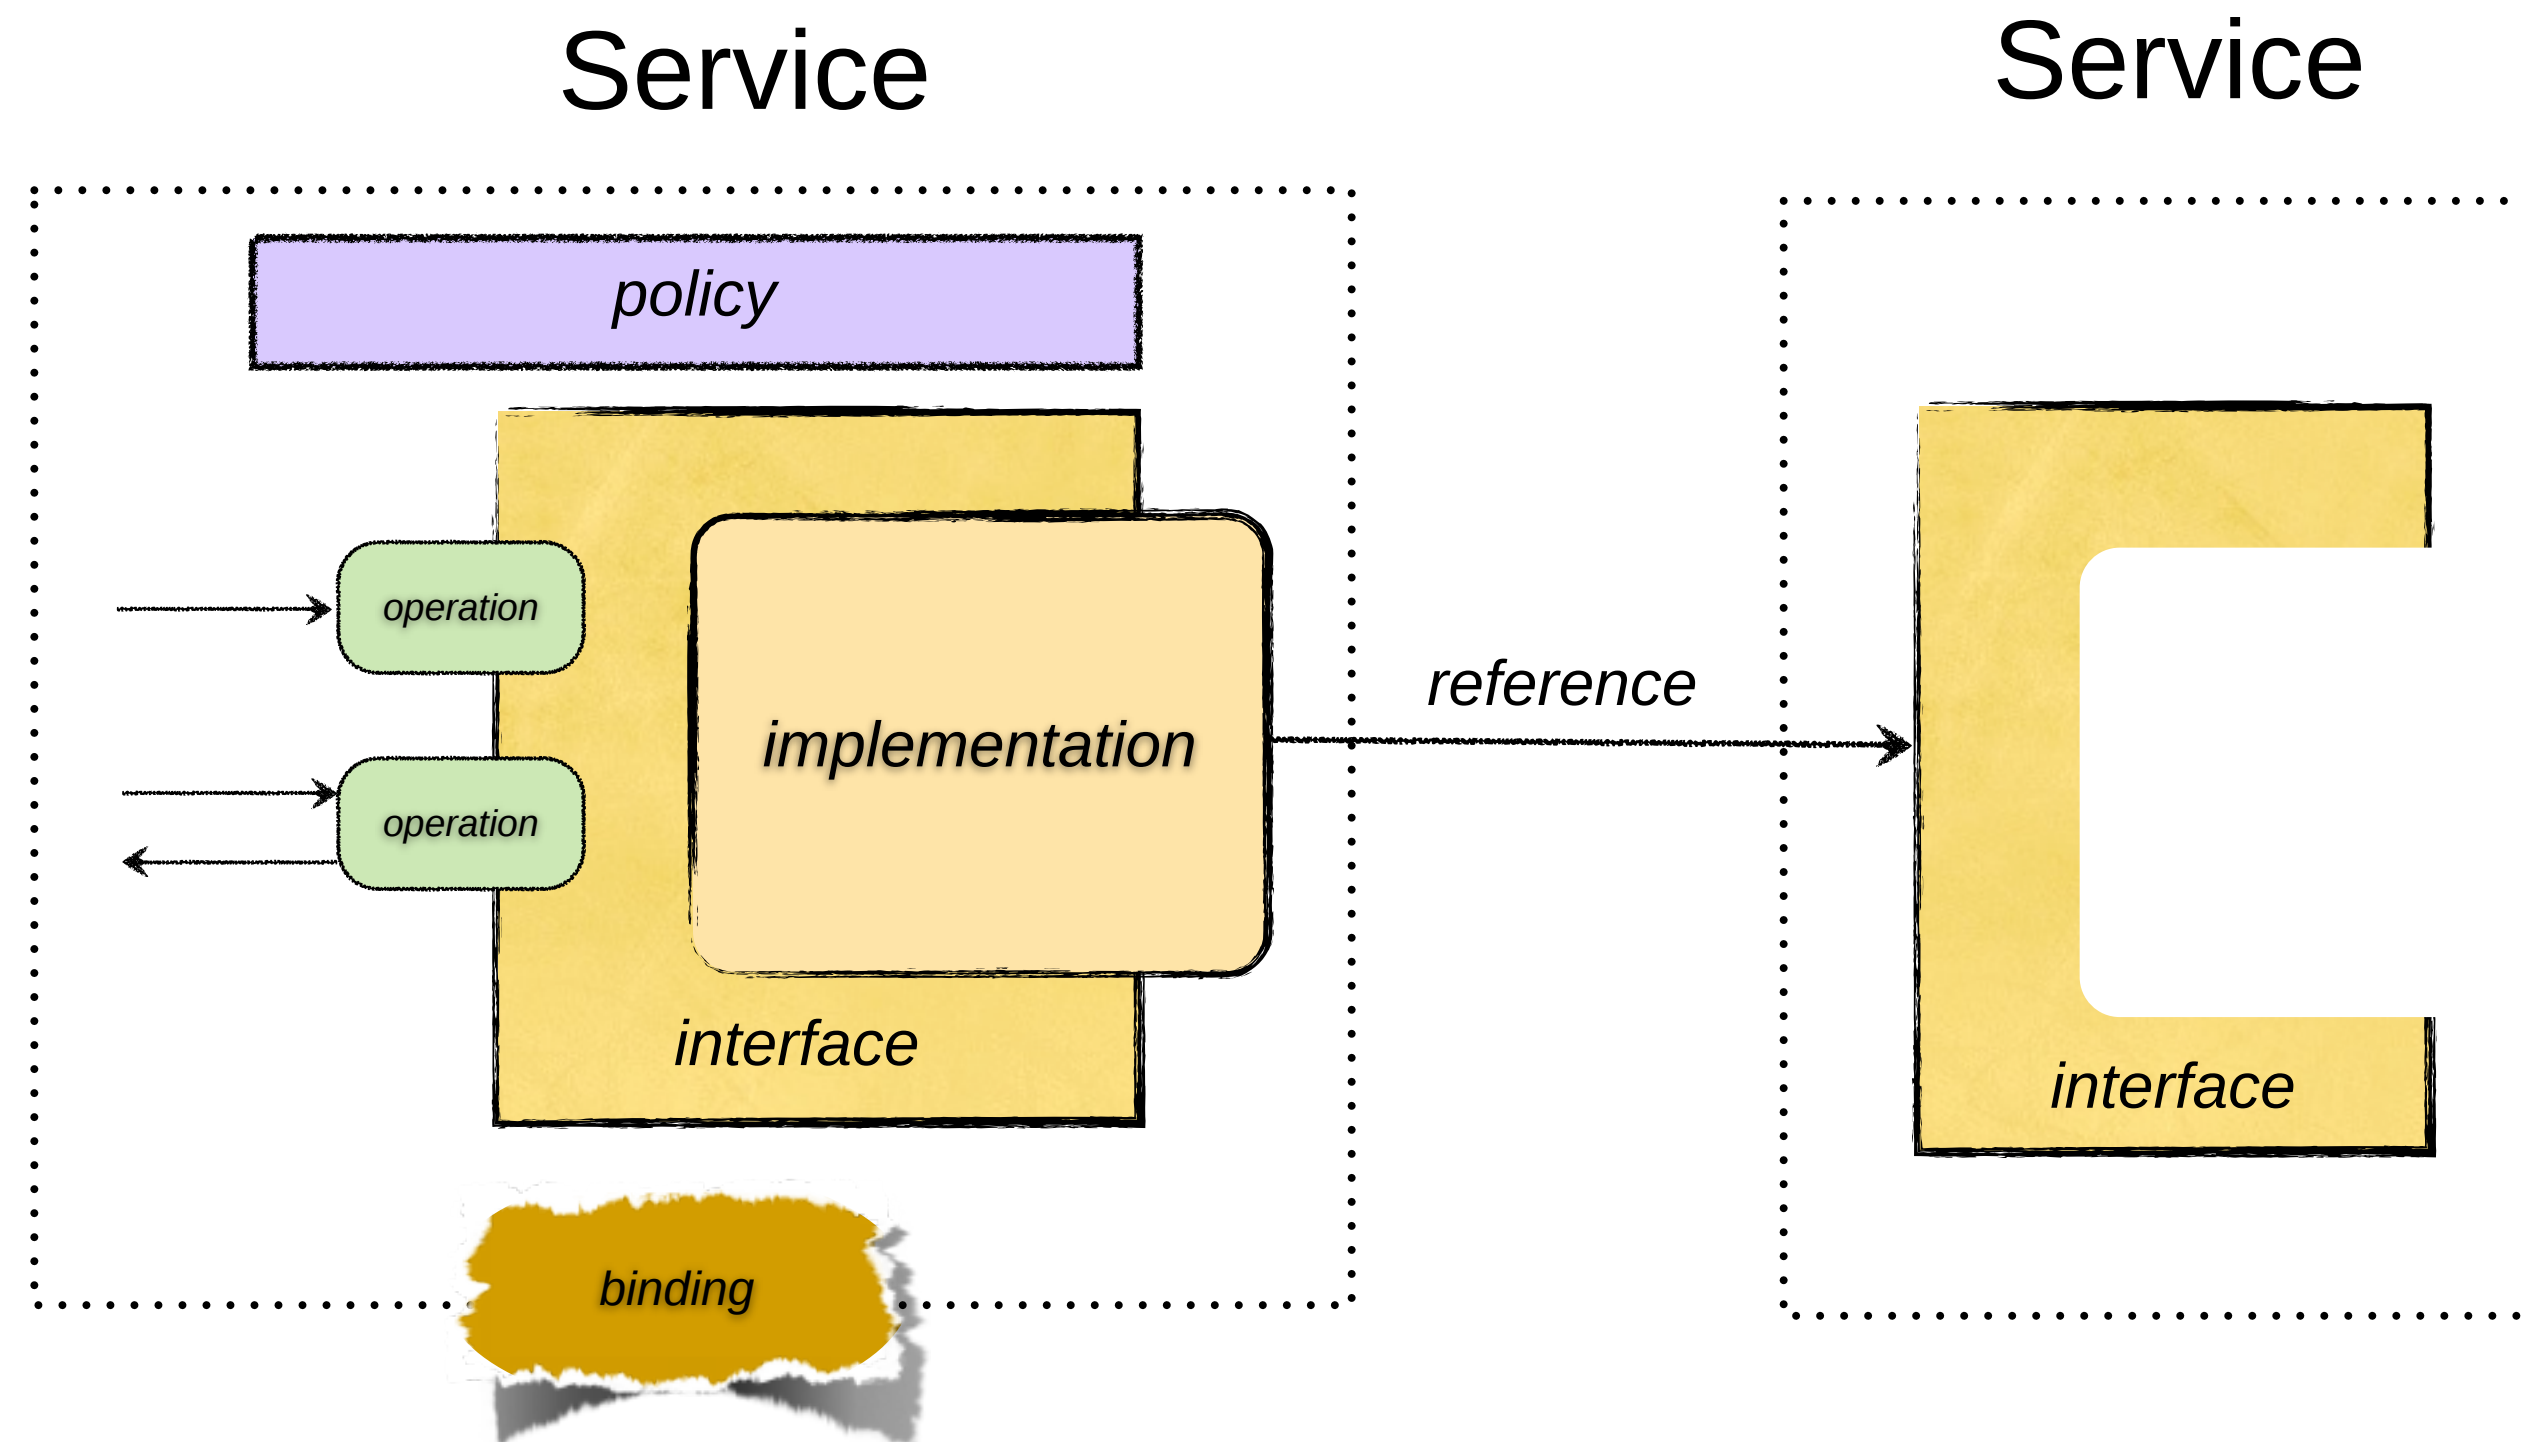 Service
Service
policy
operation
implementation
reference
operation
interface
interface
binding